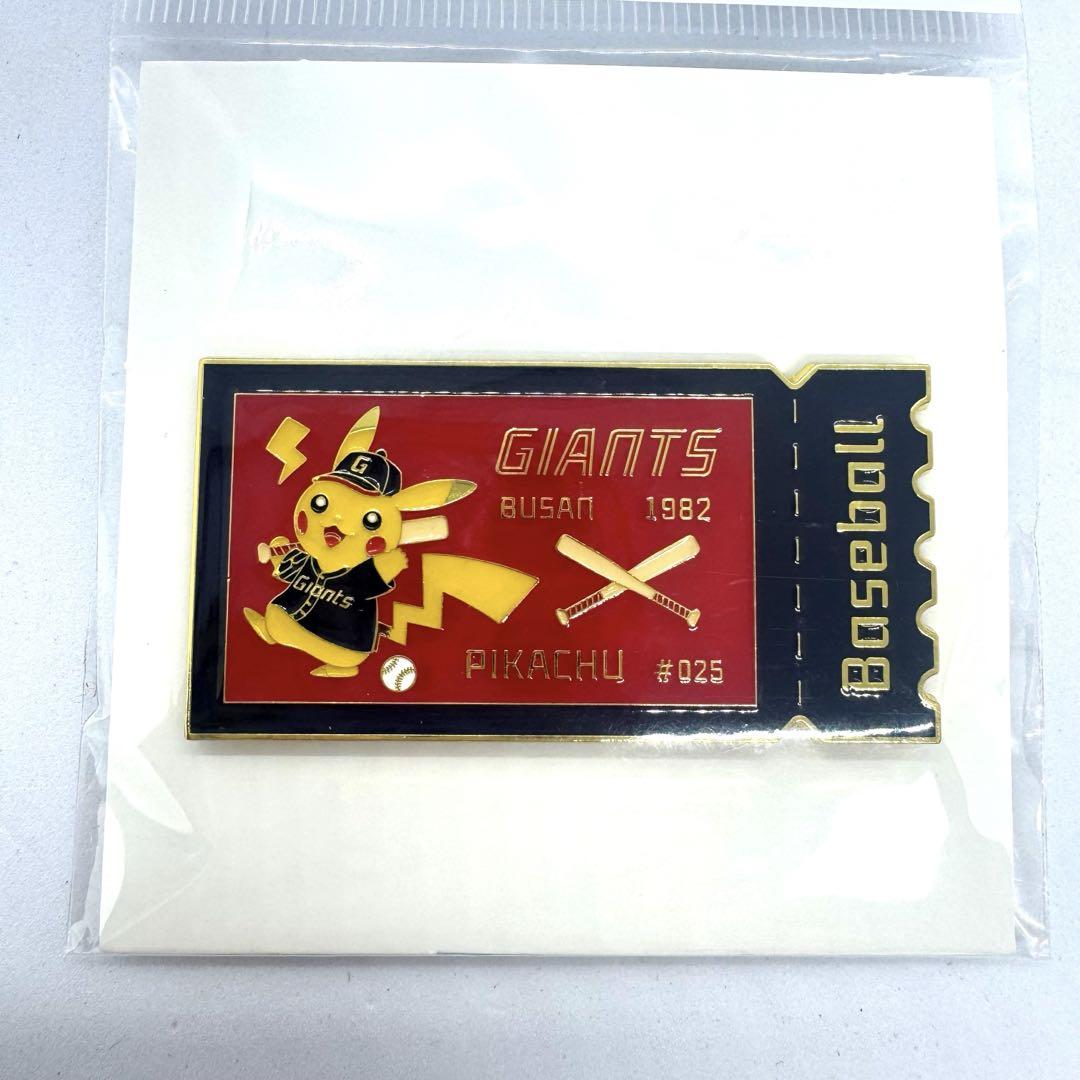 G
Giants
GIANTS
BUSAN 1982
PIKACHU #025
Baseball